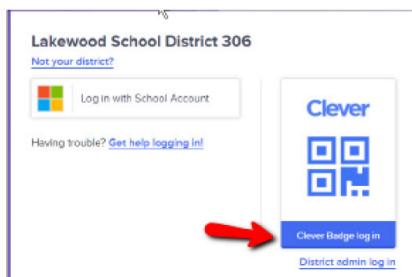 Lakewood School District 306
Not your district?
Log in with School Account
Having trouble? Get help logging in!
Clever
Clever Badge log in
District admin log in